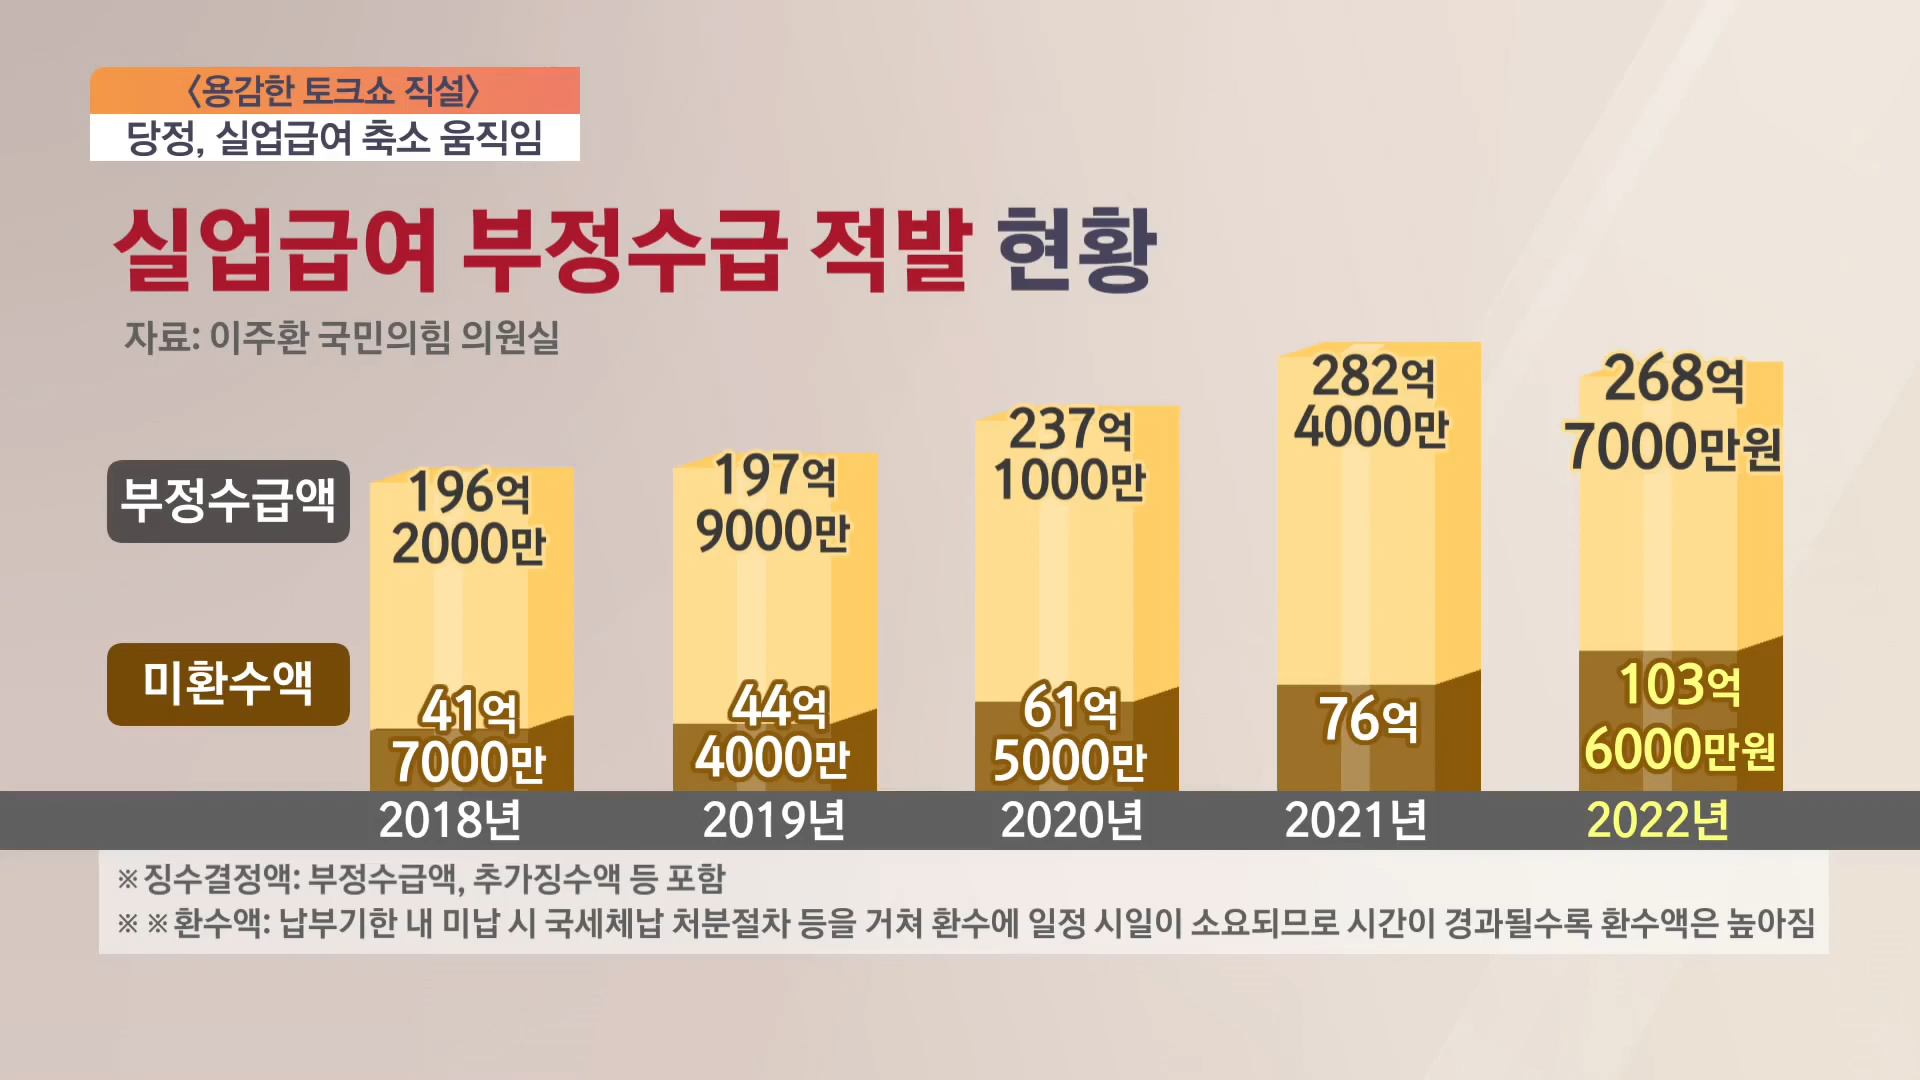 〈용감한 토크쇼 직설〉
당정, 실업급여 축소 움직임
실업급여 부정수급 적발 현황
자료: 이주환 국민의힘 의원실
부정수급액
196억
2000만
197억
9000만
237억
1000만
282억
4000만
268억
7000만원
미환수액
41억
7000만
44억
4000만
61억
5000만
76억
103억
6000만원
2018년
2019년
2020년
2021년
2022년
※징수결정액: 부정수급액, 추가징수액 등 포함
※ ※환수액: 납부기한 내 미납 시 국세체납 처분절차 등을 거쳐 환수에 일정 시일이 소요되므로 시간이 경과될수록 환수액은 높아짐